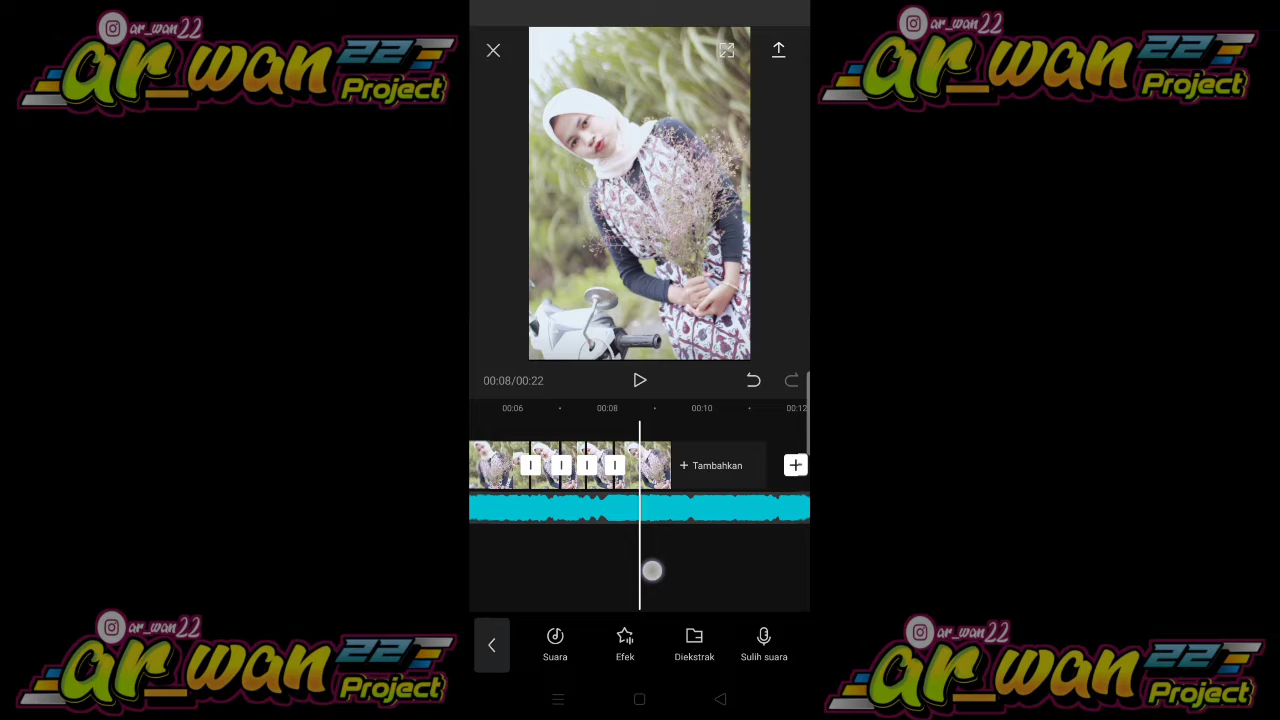 ar_wan22
ar_wan 22
Project
ar_wan22
ar_wan 22
Project
00:08/00:22
00:06
00:08
00:10
00:12
+ Tambahkan
Suara
Efek
Diekstrak
Sulih suara
ar_wan22
ar_wan 22
Project
ar_wan22
ar_wan 22
Project